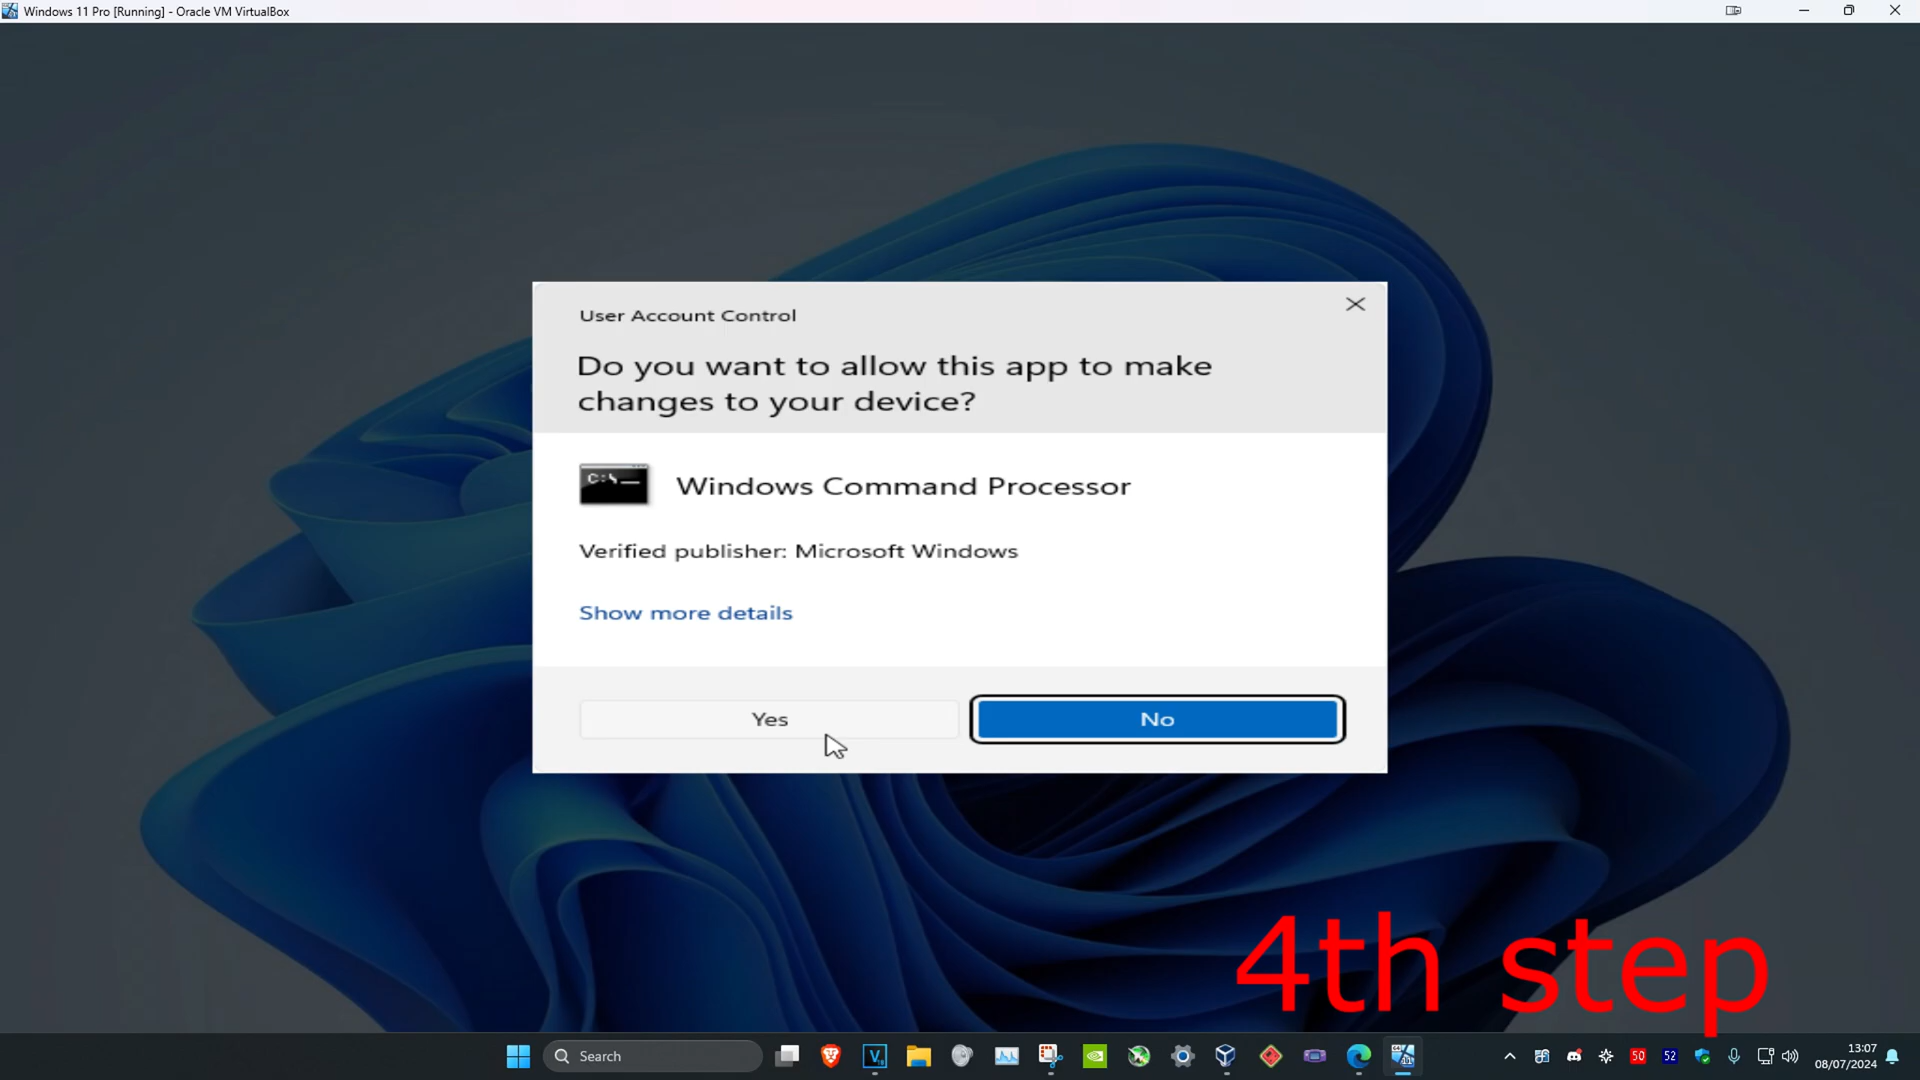 Windows 11 Pro [Running] - Oracle VM VirtualBox
User Account Control
Do you want to allow this app to make
changes to your device?
C:\_
Windows Command Processor
Verified publisher: Microsoft Windows
Show more details
Yes
No
4th step
Search
50
52
13:07
08/07/2024